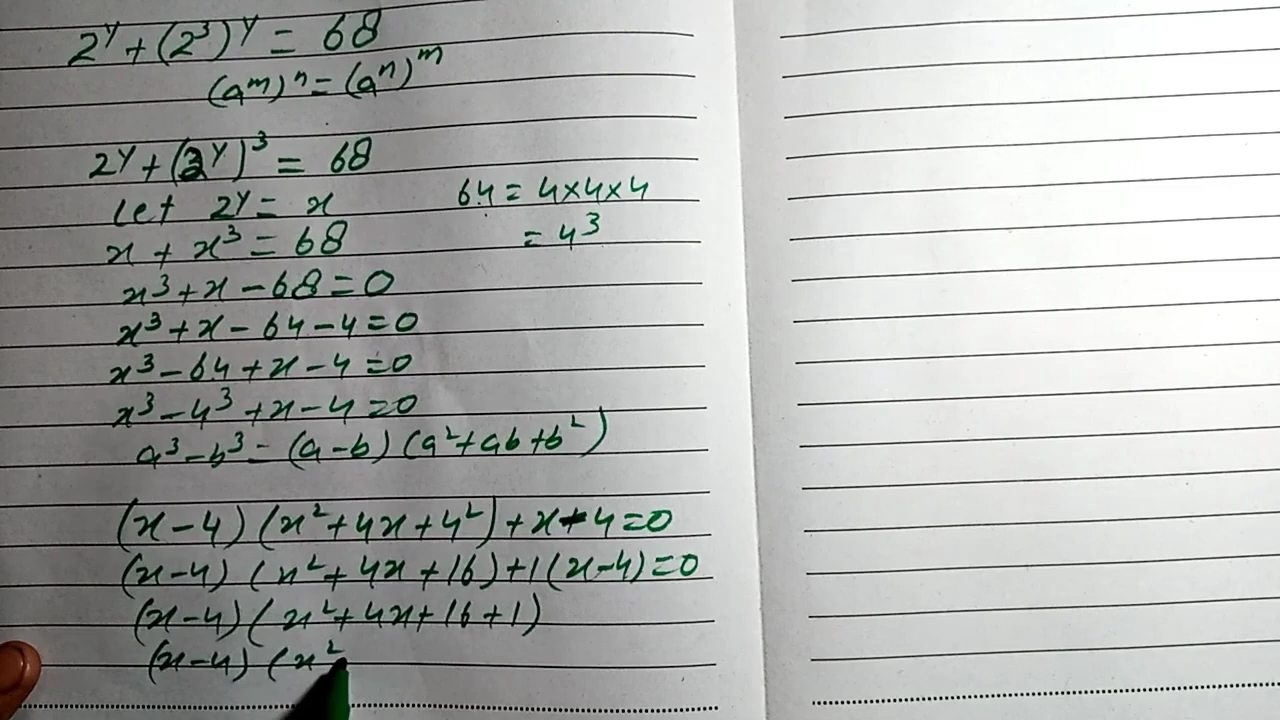 2^y + (2^3)^y = 68
(a^m)^n = (a^n)^m
2^y + (2^y)^3 = 68
Let 2^y = x
64 = 4×4×4
x + x^3 = 68
= 4^3
x^3 + x - 68 = 0
x^3 + x - 64 - 4 = 0
x^3 - 64 + x - 4 = 0
x^3 - 4^3 + x - 4 = 0
a^3 - b^3 = (a-b) (a^2 + ab + b^2)
(x-4) (x^2 + 4x + 4^2) + x - 4 = 0
(x-4) (x^2 + 4x + 16) + 1(x-4) = 0
(x-4) (x^2 + 4x + 16 + 1)
(x-4) (x^2